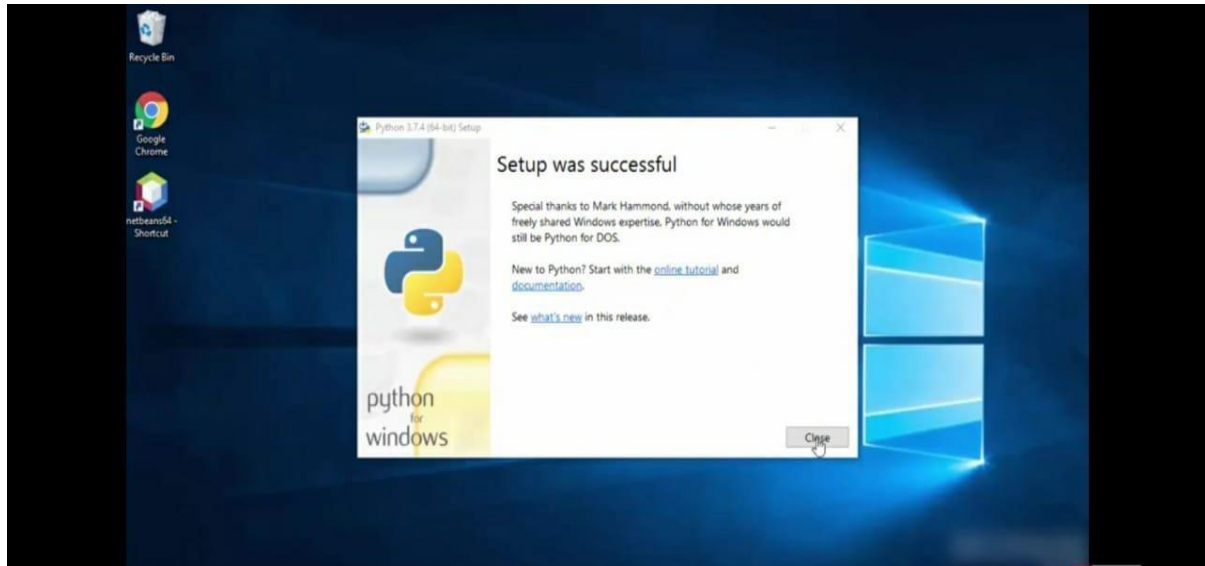 Recycle Bin
Google
Chrome
netbeans64 -
Shortcut
Python 3.7.4 (64-bit) Setup
Setup was successful
Special thanks to Mark Hammond, without whose years of
freely shared Windows expertise, Python for Windows would
still be Python for DOS.
New to Python? Start with the online tutorial and
documentation.
See what's new in this release.
python
for
windows
Close